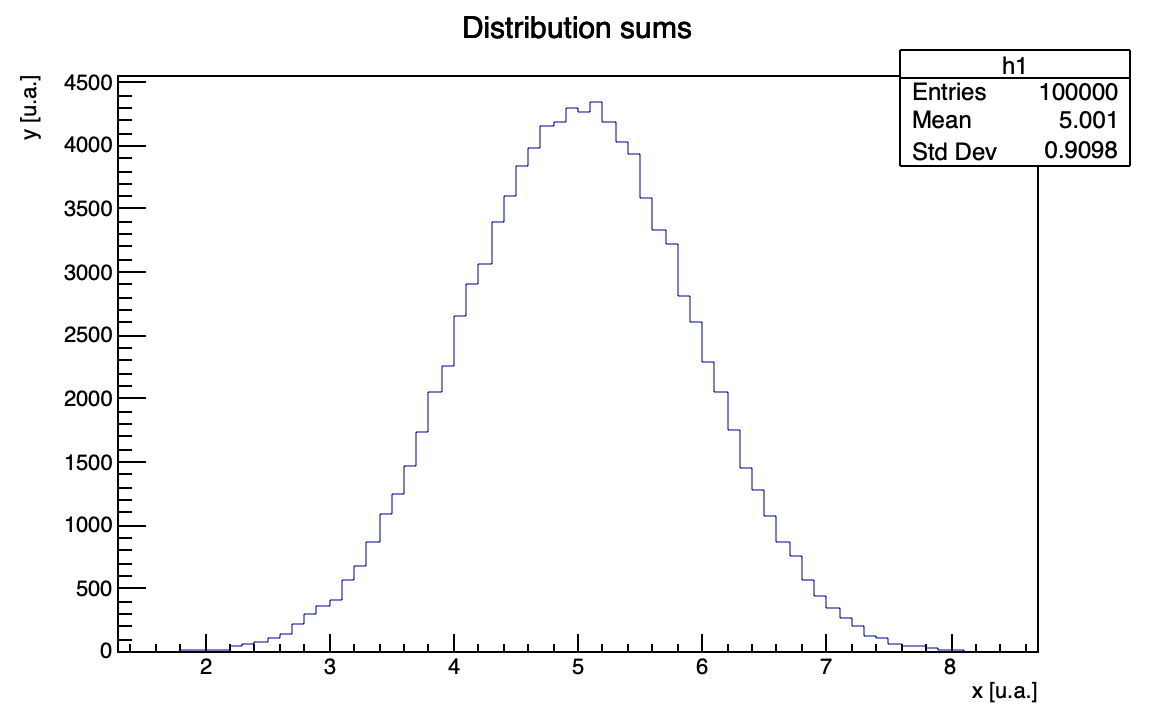 Distribution sums
h1
Entries 100000
Mean 5.001
Std Dev 0.9098
y [u.a.]
4500
4000
3500
3000
2500
2000
1500
1000
500
0
2 3 4 5 6 7 8
x [u.a.]